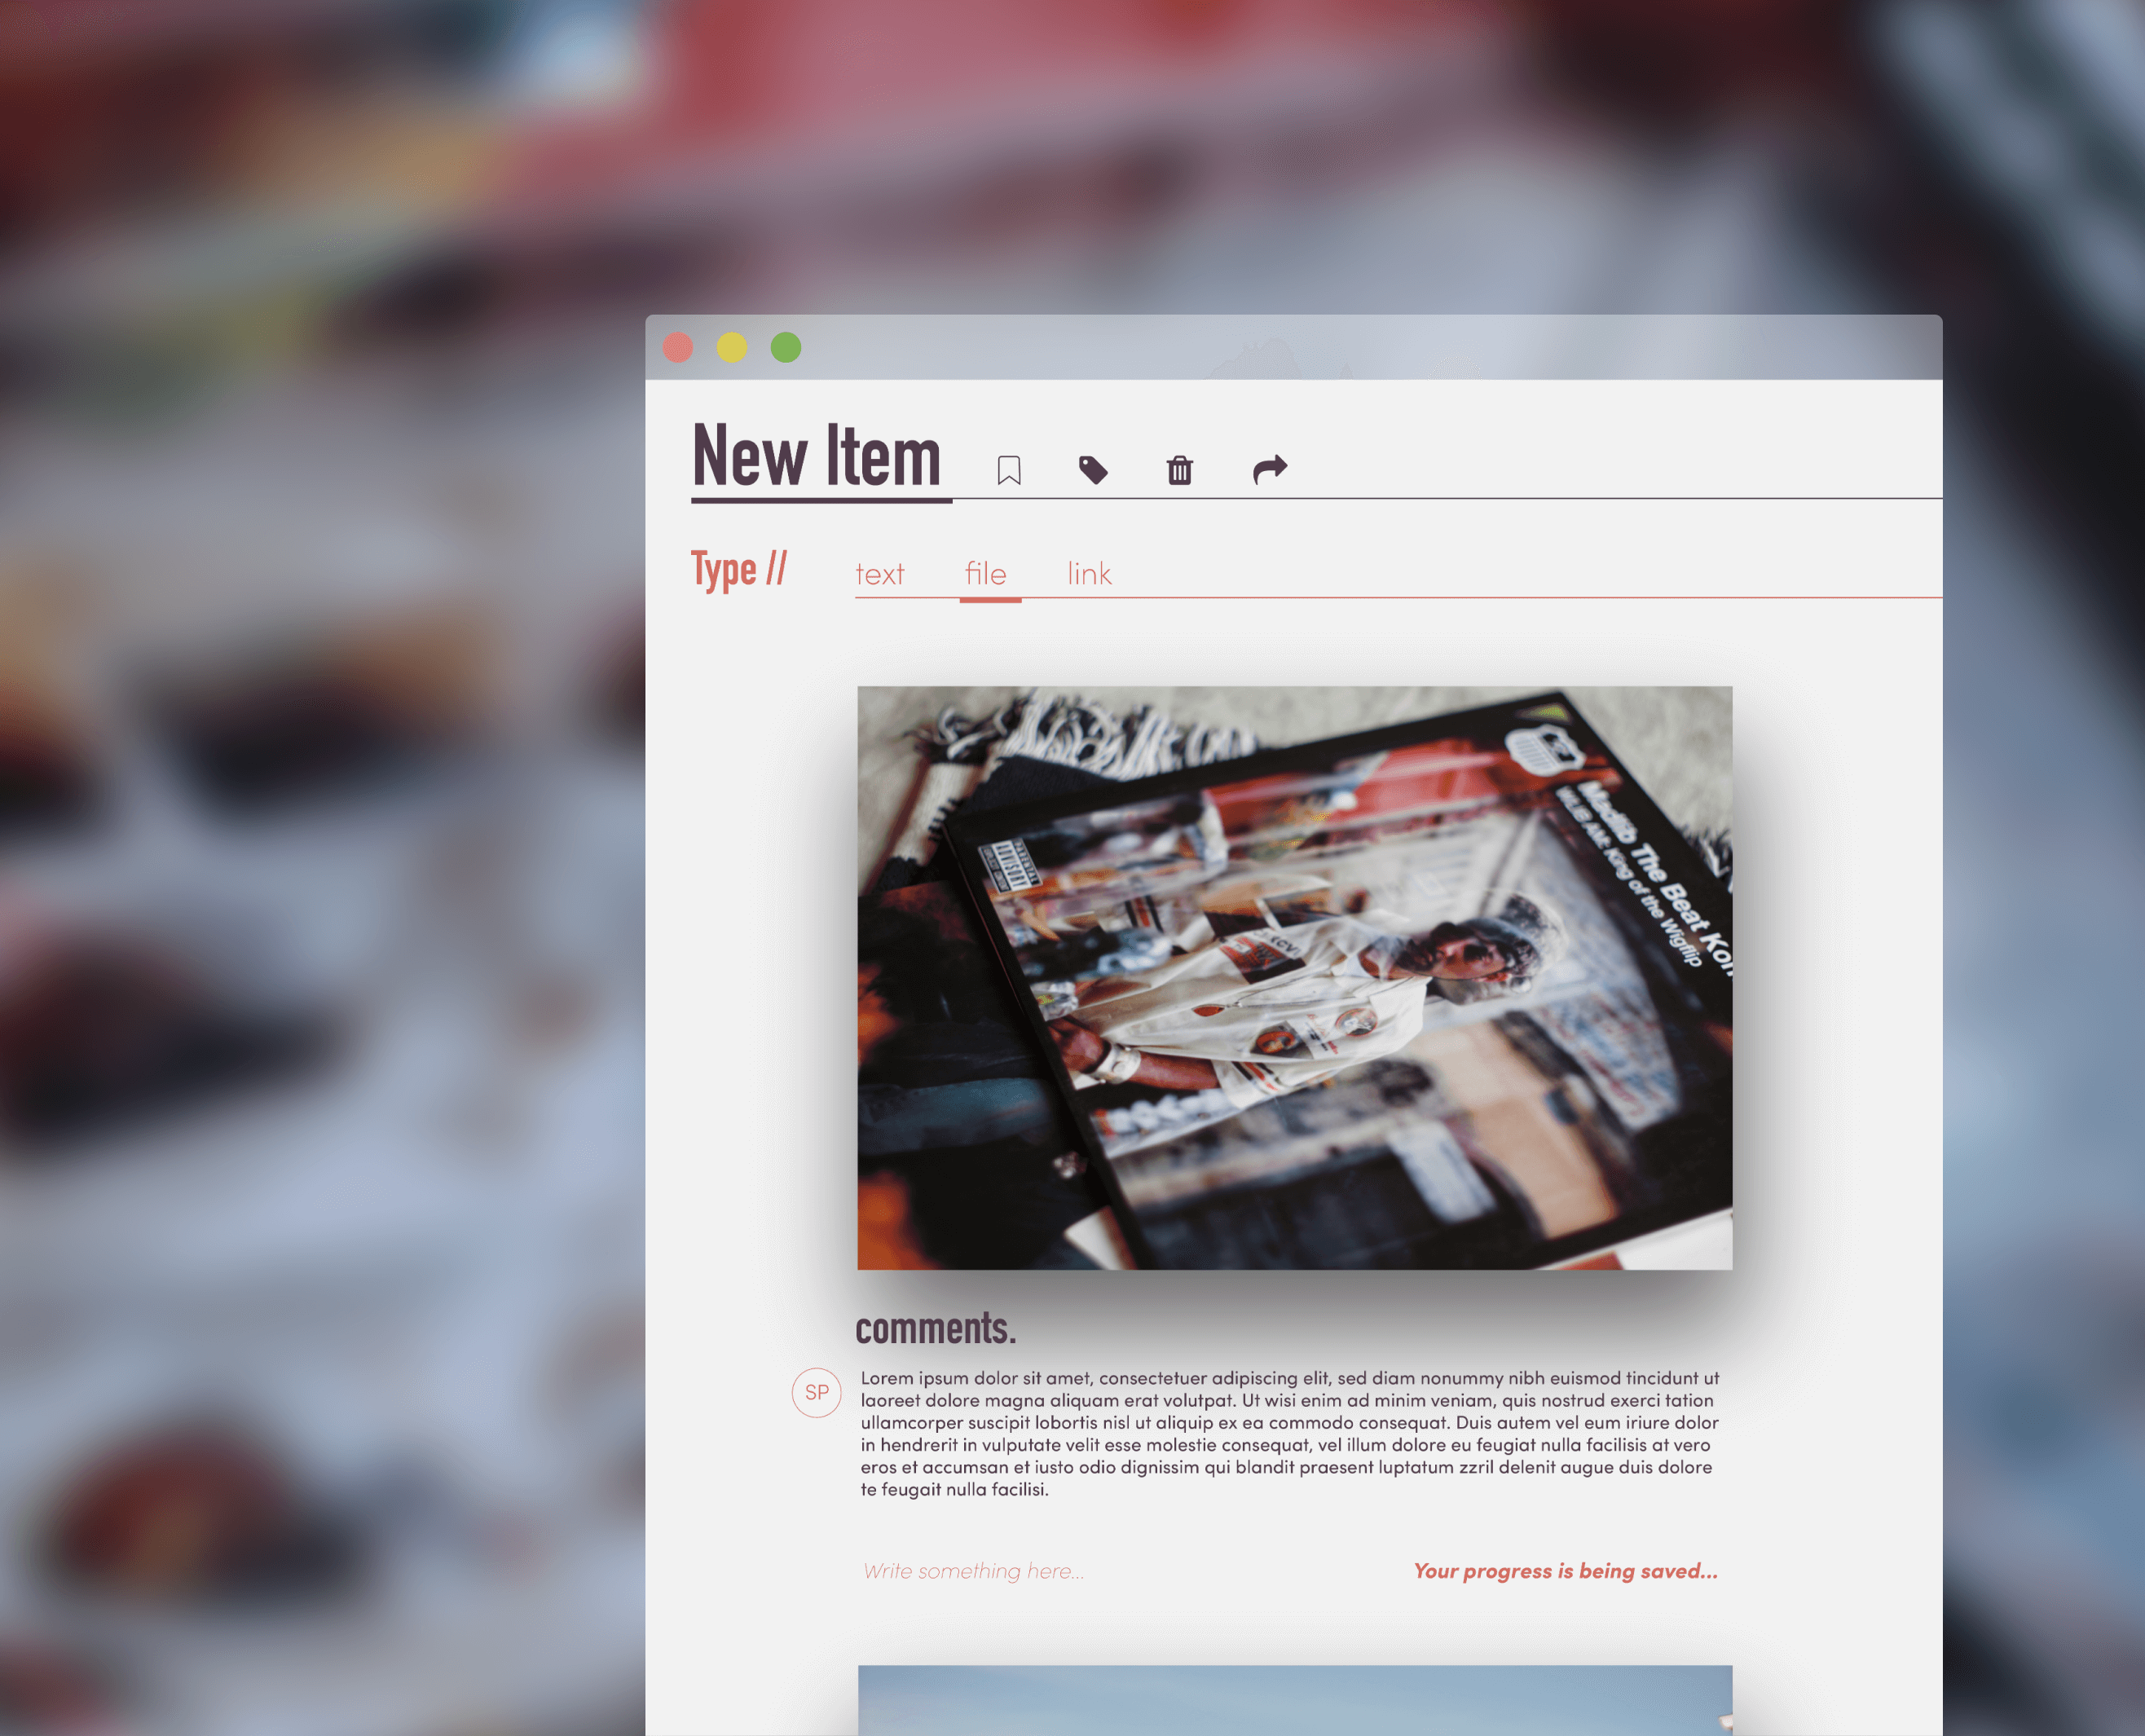 New Item
Type //
text file link
PARENTAL
ADVISORY
Madlib The Beat
WLIB AM: King of the Wigflip
comments.
SP
Lorem ipsum dolor sit amet, consectetuer adipiscing elit, sed diam nonummy nibh euismod tincidunt ut
laoreet dolore magna aliquam erat volutpat. Ut wisi enim ad minim veniam, quis nostrud exerci tation
ullamcorper suscipit lobortis nisl ut aliquip ex ea commodo consequat. Duis autem vel eum iriure dolor
in hendrerit in vulputate velit esse molestie consequat, vel illum dolore eu feugiat nulla facilisis at vero
eros et accumsan et iusto odio dignissim qui blandit praesent luptatum zzril delenit augue duis dolore
te feugait nulla facilisi.
Write something here...
Your progress is being saved...